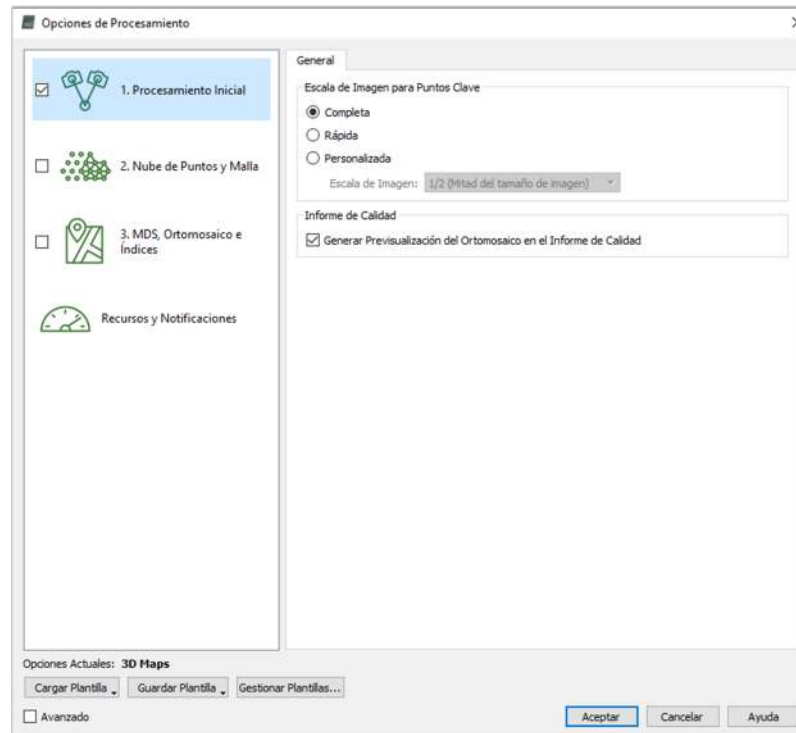 Opciones de Procesamiento
1. Procesamiento Inicial
2. Nube de Puntos y Malla
3. MDS, Ortomosaico e
Índices
Recursos y Notificaciones
General
Escala de Imagen para Puntos Clave
Completa
Rápida
Personalizada
Escala de Imagen: 1/2 (Mitad del tamaño de imagen)
Informe de Calidad
Generar Previsualización del Ortomosaico en el Informe de Calidad
Opciones Actuales: 3D Maps
Cargar Plantilla Guardar Plantilla Gestionar Plantillas...
Avanzado
Aceptar Cancelar Ayuda